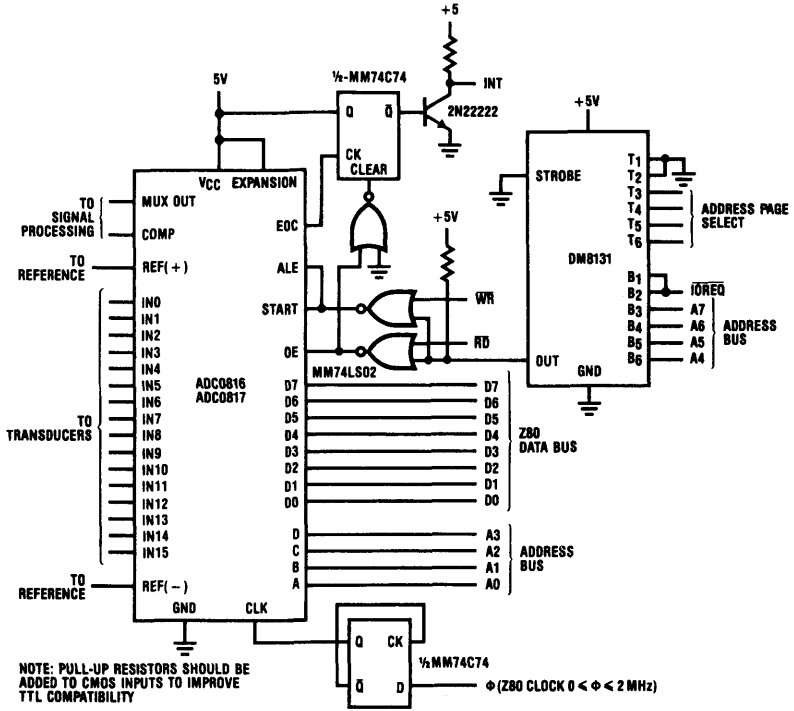 +5
½-MM74C74
INT
5V
Q
Q̅
2N22222
CK
CLEAR
+5V
VCC
EXPANSION
STROBE
T1
T2
T3
T4
T5
T6
ADDRESS PAGE
SELECT
TO
SIGNAL
PROCESSING
MUX OUT
COMP
EOC
+5V
DM8131
TO
REFERENCE
REF(+)
ALE
B1
B2
I̅O̅R̅E̅Q̅
B3
A7
B4
A6
B5
A5
B6
A4
ADDRESS
BUS
START
W̅R̅
R̅D̅
OE
OUT
GND
MM74LS02
IN0
IN1
IN2
IN3
IN4
IN5
IN6
IN7
IN8
IN9
IN10
IN11
IN12
IN13
IN14
IN15
TO
TRANSDUCERS
ADC0816
ADC0817
D7
D7
D6
D6
D5
D5
D4
D4
D3
D3
D2
D2
D1
D1
D0
D0
Z80
DATA BUS
D
A3
C
A2
B
A1
A
A0
ADDRESS
BUS
TO
REFERENCE
REF(−)
GND
CLK
Q
CK
Q̅
D
½MM74C74
Φ(Z80 CLOCK 0 ⩽ Φ ⩽ 2 MHz)
NOTE: PULL-UP RESISTORS SHOULD BE
ADDED TO CMOS INPUTS TO IMPROVE
TTL COMPATIBILITY